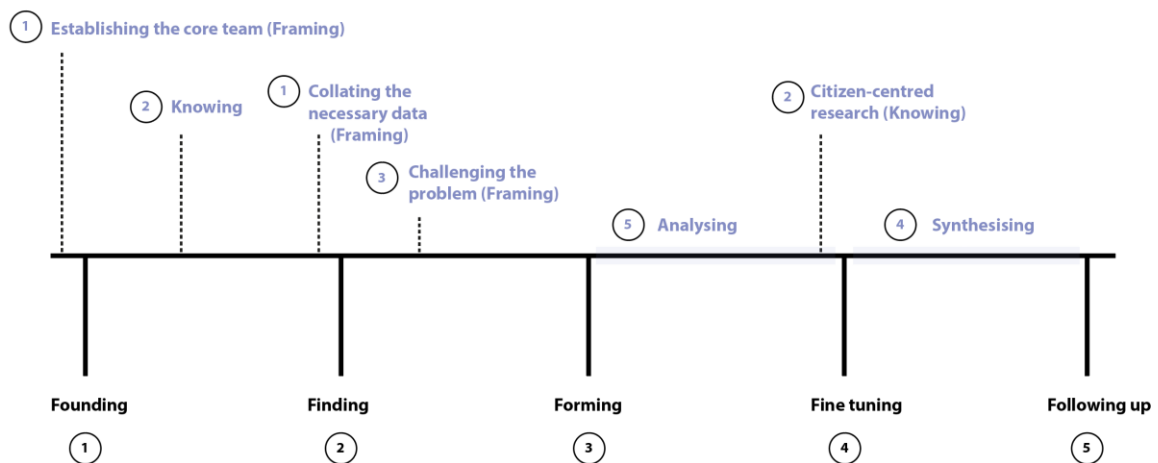 1 Establishing the core team (Framing)
2 Knowing
1 Collating the
necessary data
(Framing)
3 Challenging the
problem (Framing)
2 Citizen-centred
research (Knowing)
5 Analysing
4 Synthesising
Founding
Finding
Forming
Fine tuning
Following up
1
2
3
4
5